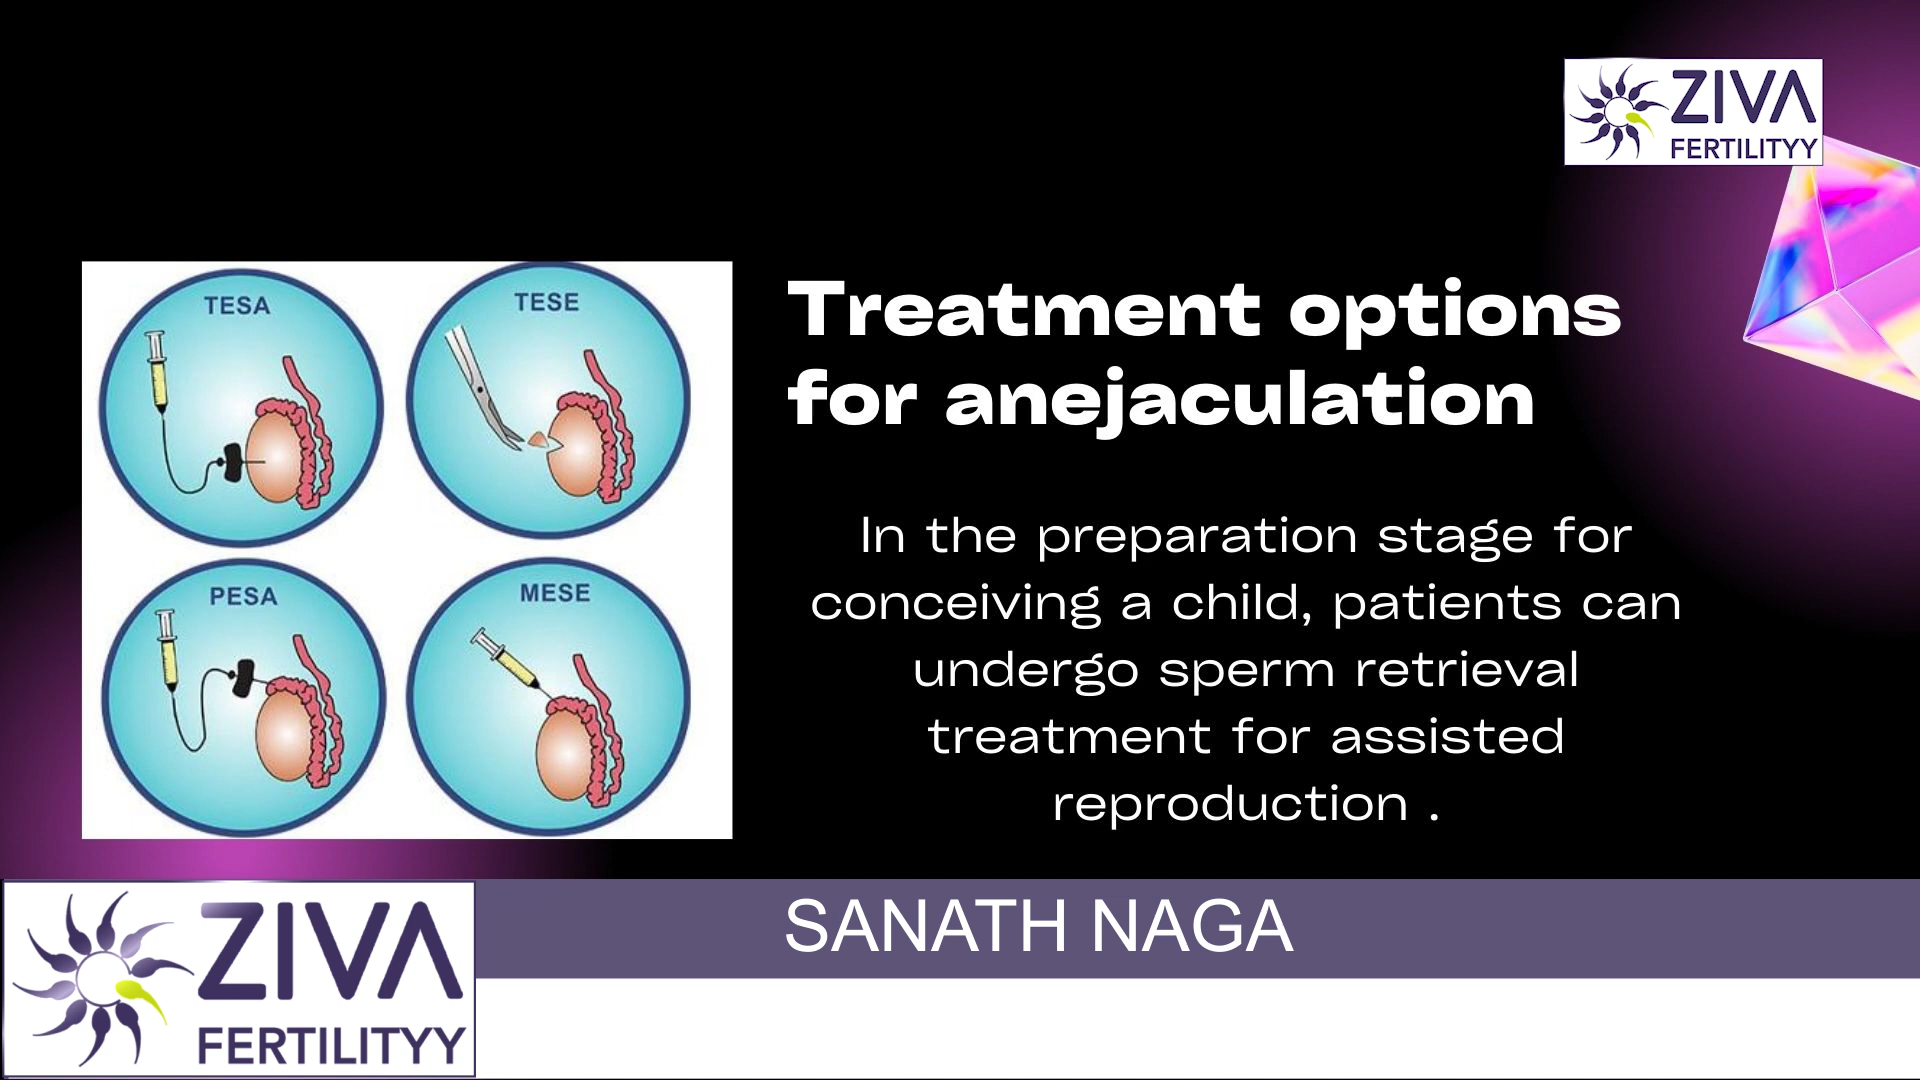 ZIVA
FERTILITYY
TESA
TESE
PESA
MESE
Treatment options
for anejaculation
In the preparation stage for
conceiving a child, patients can
undergo sperm retrieval
treatment for assisted
reproduction .
SANATH NAGA
ZIVA
FERTILITYY